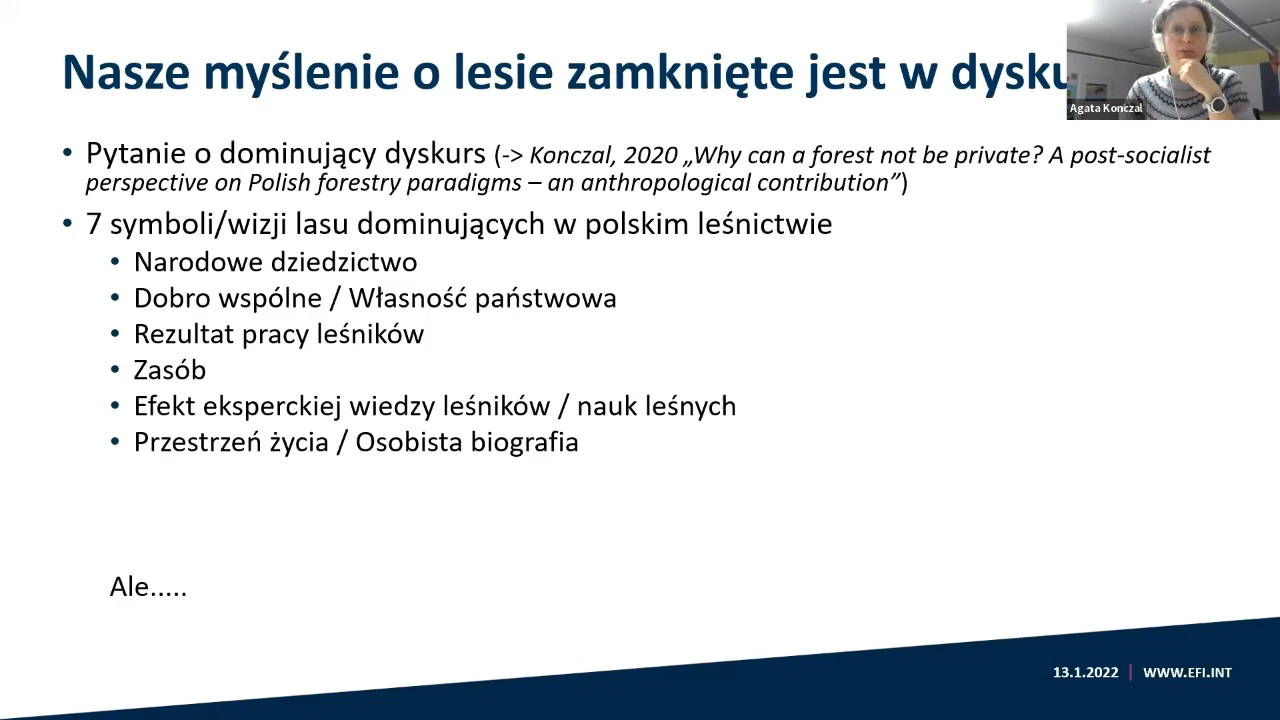 Nasze myślenie o lesie zamknięte jest w
Agata Konczal
• Pytanie o dominujący dyskurs (-> Konczal, 2020 „Why can a forest not be private? A post-socialist
perspective on Polish forestry paradigms – an anthropological contribution”)
• 7 symboli/wizji lasu dominujących w polskim leśnictwie
• Narodowe dziedzictwo
• Dobro wspólne / Własność państwowa
• Rezultat pracy leśników
• Zasób
• Efekt eksperckiej wiedzy leśników / nauk leśnych
• Przestrzeń życia / Osobista biografia
Ale.....
13.1.2022 | WWW.EFI.INT